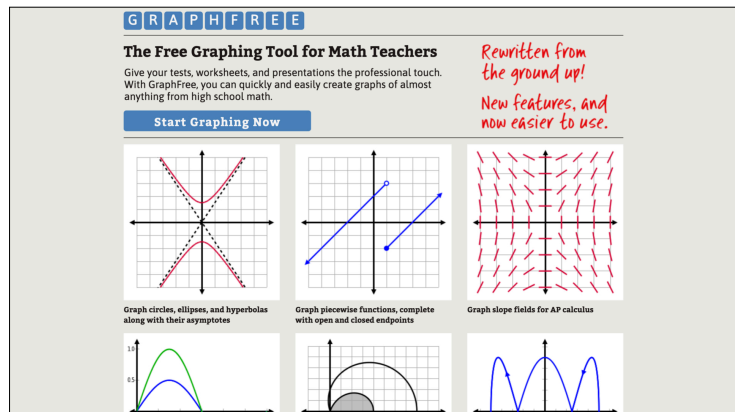 GRAPHFREE
The Free Graphing Tool for Math Teachers
Give your tests, worksheets, and presentations the professional touch.
With GraphFree, you can quickly and easily create graphs of almost
anything from high school math.
Start Graphing Now
Rewritten from
the ground up!
New features, and
now easier to use.
Graph circles, ellipses, and hyperbolas
along with their asymptotes
Graph piecewise functions, complete
with open and closed endpoints
Graph slope fields for AP calculus
1.0
0.5